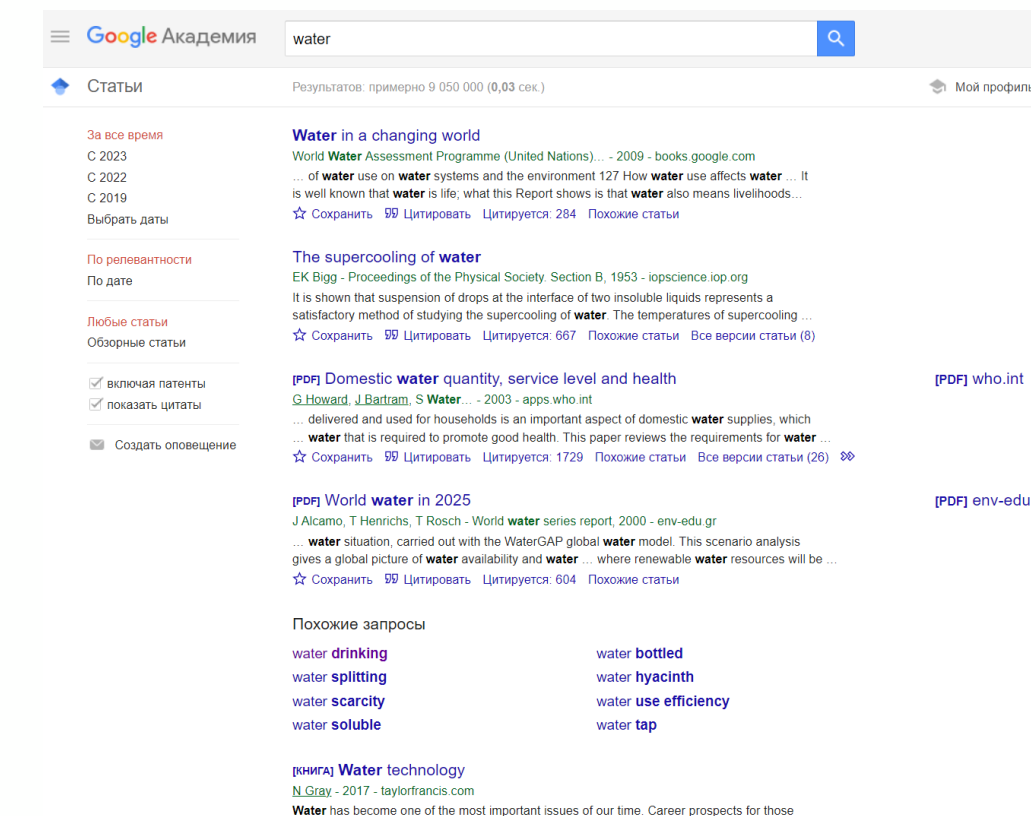 Google Академия
water
Статьи
Результатов: примерно 9 050 000 (0,03 сек.)
Мой профиль
За все время
С 2023
С 2022
С 2019
Выбрать даты
По релевантности
По дате
Любые статьи
Обзорные статьи
включая патенты
показать цитаты
Создать оповещение
Water in a changing world
World Water Assessment Programme (United Nations)… - 2009 - books.google.com
… of water use on water systems and the environment 127 How water use affects water … It
is well known that water is life; what this Report shows is that water also means livelihoods…
Сохранить Цитировать Цитируется: 284 Похожие статьи
The supercooling of water
EK Bigg - Proceedings of the Physical Society. Section B, 1953 - iopscience.iop.org
It is shown that suspension of drops at the interface of two insoluble liquids represents a
satisfactory method of studying the supercooling of water. The temperatures of supercooling …
Сохранить Цитировать Цитируется: 667 Похожие статьи Все версии статьи (8)
[PDF] Domestic water quantity, service level and health
[PDF] who.int
G Howard, J Bartram, S Water… - 2003 - apps.who.int
… delivered and used for households is an important aspect of domestic water supplies, which
… water that is required to promote good health. This paper reviews the requirements for water …
Сохранить Цитировать Цитируется: 1729 Похожие статьи Все версии статьи (26)
[PDF] World water in 2025
[PDF] env-edu
J Alcamo, T Henrichs, T Rosch - World water series report, 2000 - env-edu.gr
… water situation, carried out with the WaterGAP global water model. This scenario analysis
gives a global picture of water availability and water … where renewable water resources will be …
Сохранить Цитировать Цитируется: 604 Похожие статьи
Похожие запросы
water drinking
water bottled
water splitting
water hyacinth
water scarcity
water use efficiency
water soluble
water tap
[КНИГА] Water technology
N Gray - 2017 - taylorfrancis.com
Water has become one of the most important issues of our time. Career prospects for those